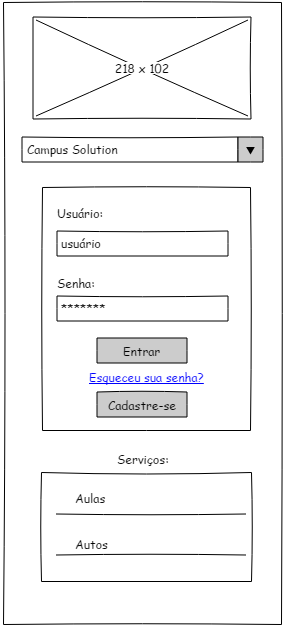 218 x 102
Campus Solution
Usuário:
usuário
Senha:
*******
Entrar
Esqueceu sua senha?
Cadastre-se
Serviços:
Aulas
Autos